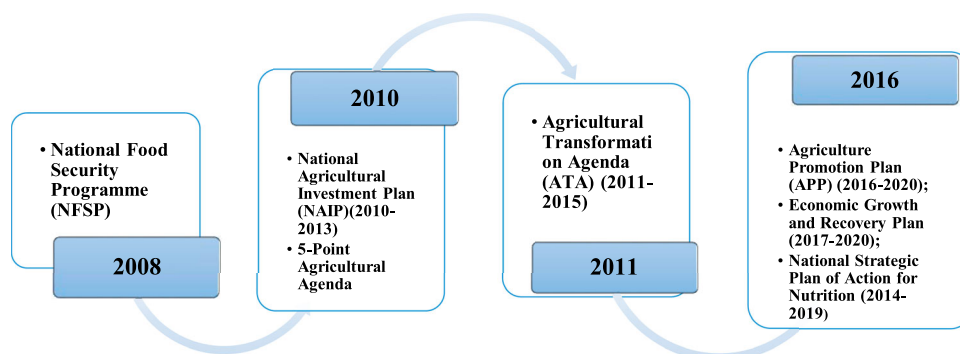 • National Food
Security
Programme
(NFSP)
2008
2010
• National
Agricultural
Investment Plan
(NAIP)(2010-
2013)
• 5-Point
Agricultural
Agenda
• Agricultural
Transformati
on Agenda
(ATA) (2011-
2015)
2011
2016
• Agriculture
Promotion Plan
(APP) (2016-2020);
• Economic Growth
and Recovery Plan
(2017-2020);
• National Strategic
Plan of Action for
Nutrition (2014-
2019)